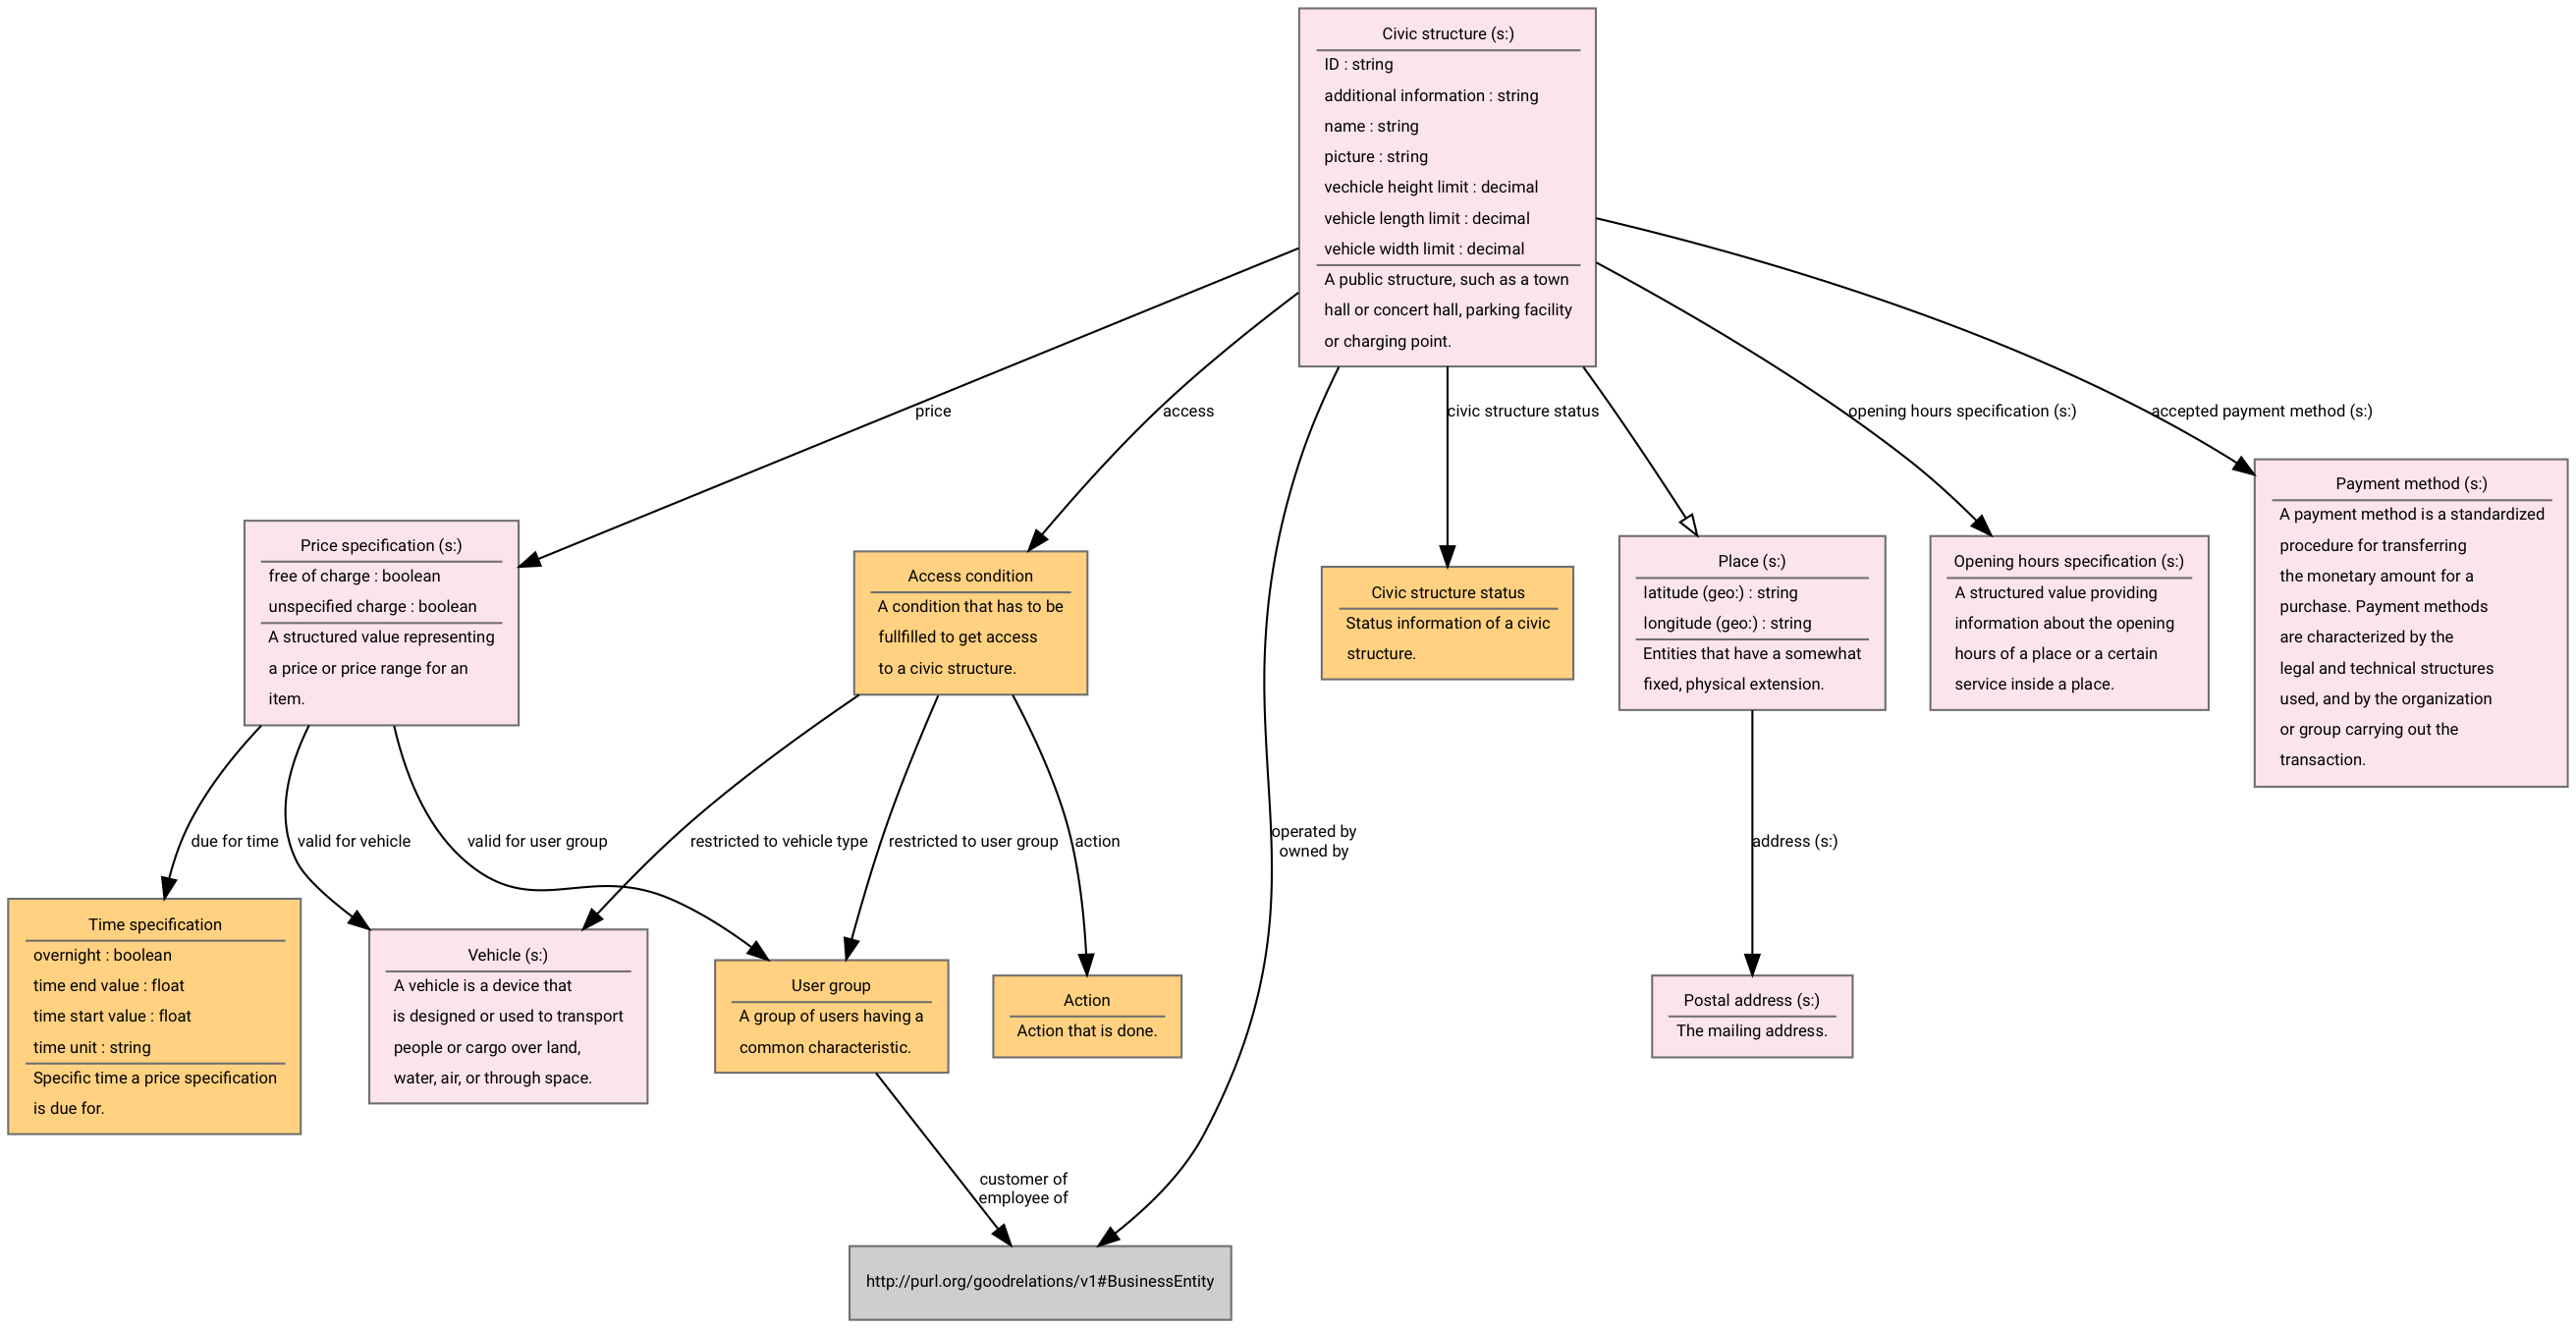 Civic structure (s:)
ID : string
additional information : string
name : string
picture : string
vechicle height limit : decimal
vehicle length limit : decimal
vehicle width limit : decimal
A public structure, such as a town
hall or concert hall, parking facility
or charging point.
price
access
civic structure status
opening hours specification (s:)
accepted payment method (s:)
Price specification (s:)
free of charge : boolean
unspecified charge : boolean
A structured value representing
a price or price range for an
item.
Access condition
A condition that has to be
fullfilled to get access
to a civic structure.
Civic structure status
Status information of a civic
structure.
Place (s:)
latitude (geo:) : string
longitude (geo:) : string
Entities that have a somewhat
fixed, physical extension.
Opening hours specification (s:)
A structured value providing
information about the opening
hours of a place or a certain
service inside a place.
Payment method (s:)
A payment method is a standardized
procedure for transferring
the monetary amount for a
purchase. Payment methods
are characterized by the
legal and technical structures
used, and by the organization
or group carrying out the
transaction.
due for time
valid for vehicle
valid for user group
restricted to vehicle type
restricted to user group
action
operated by
owned by
address (s:)
Time specification
overnight : boolean
time end value : float
time start value : float
time unit : string
Specific time a price specification
is due for.
Vehicle (s:)
A vehicle is a device that
is designed or used to transport
people or cargo over land,
water, air, or through space.
User group
A group of users having a
common characteristic.
Action
Action that is done.
Postal address (s:)
The mailing address.
customer of
employee of
http://purl.org/goodrelations/v1#BusinessEntity